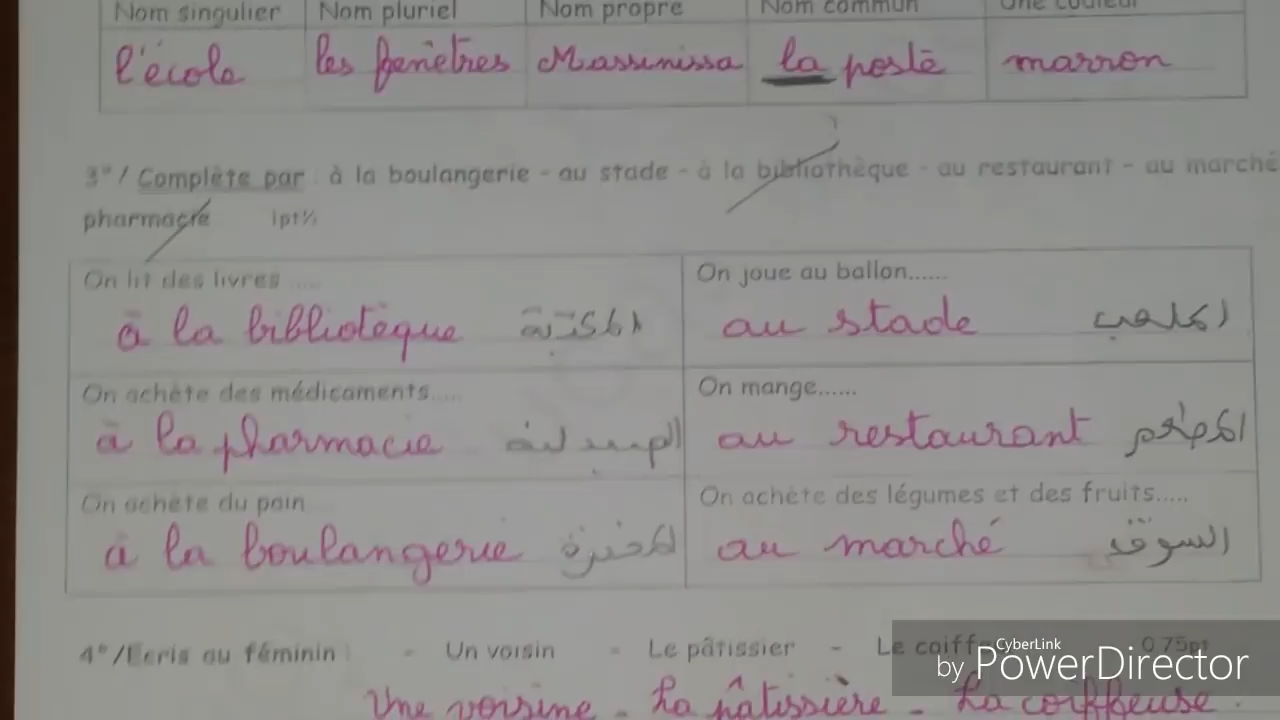 Nom singulier Nom pluriel Nom propre Nom commun Une couleur
l'école les fenêtres Massinissa la poste marron
3°/ Complète par : à la boulangerie - au stade - à la bibliothèque - au restaurant - au marché
pharmacie 1pt½
On lit des livres ..... On joue au ballon......
à la bibliotèque المكتبة au stade الملعب
On achète des médicaments..... On mange......
à la pharmacie الصيدلية au restaurant المطعم
On achète du pain On achète des légumes et des fruits.....
à la boulangerie المخبزة au marché السوق
4°/Ecris au féminin : - Un voisin - Le pâtissier - Le coiff 0.75pt
Une voisine - La pâtissière - La coiffeuse.
CyberLink
by PowerDirector